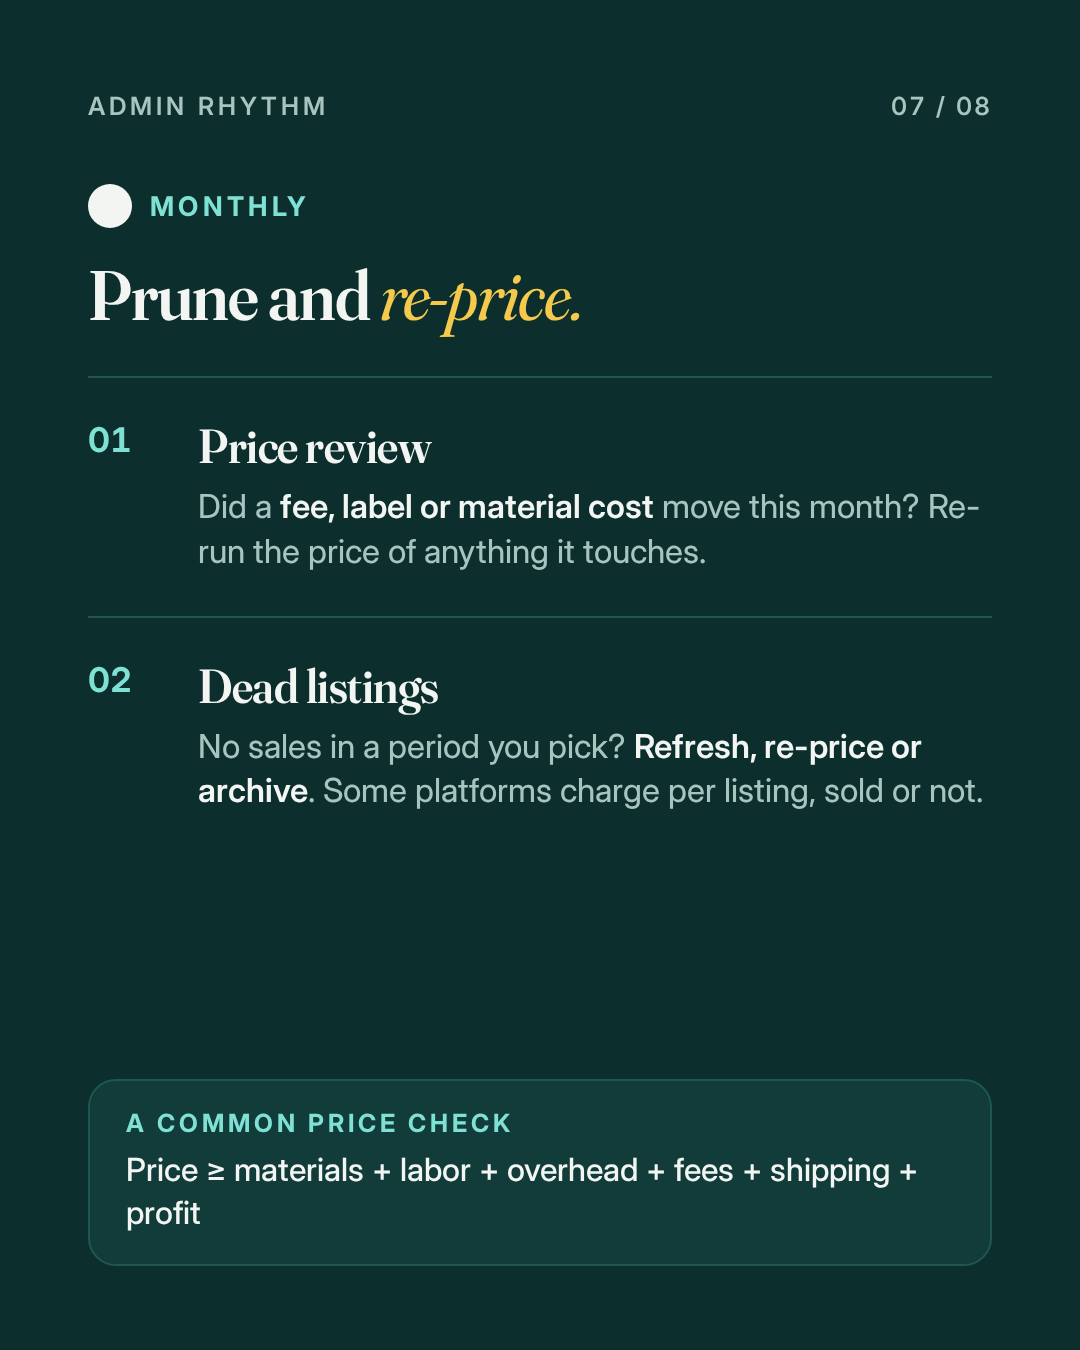 ADMIN RHYTHM
07 / 08
MONTHLY
Prune and re-price.
01
Price review
Did a fee, label or material cost move this month? Re-
run the price of anything it touches.
02
Dead listings
No sales in a period you pick? Refresh, re-price or
archive. Some platforms charge per listing, sold or not.
A COMMON PRICE CHECK
Price ≥ materials + labor + overhead + fees + shipping +
profit